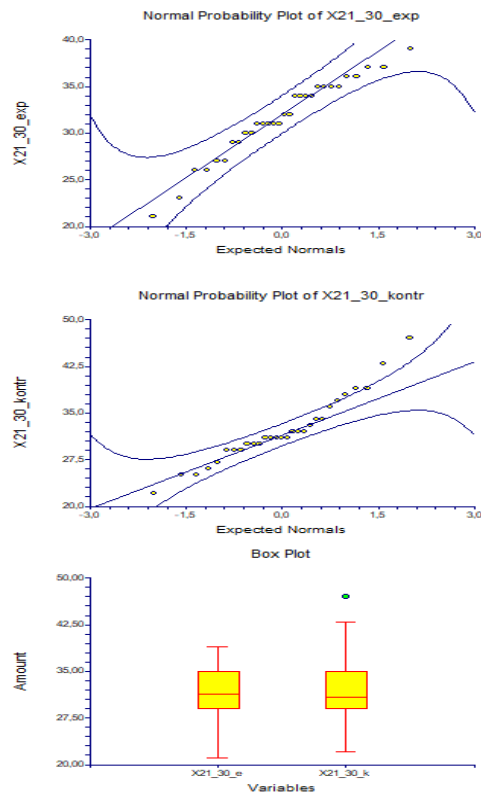 Normal Probability Plot of X21_30_exp
40,0
35,0
30,0
25,0
20,0
X21_30_exp
-3,0 -1,5 0,0 1,5 3,0
Expected Normals
Normal Probability Plot of X21_30_kontr
50,0
42,5
35,0
27,5
20,0
X21_30_kontr
-3,0 -1,5 0,0 1,5 3,0
Expected Normals
Box Plot
50,00
42,50
35,00
27,50
20,00
Amount
X21_30_e X21_30_k
Variables